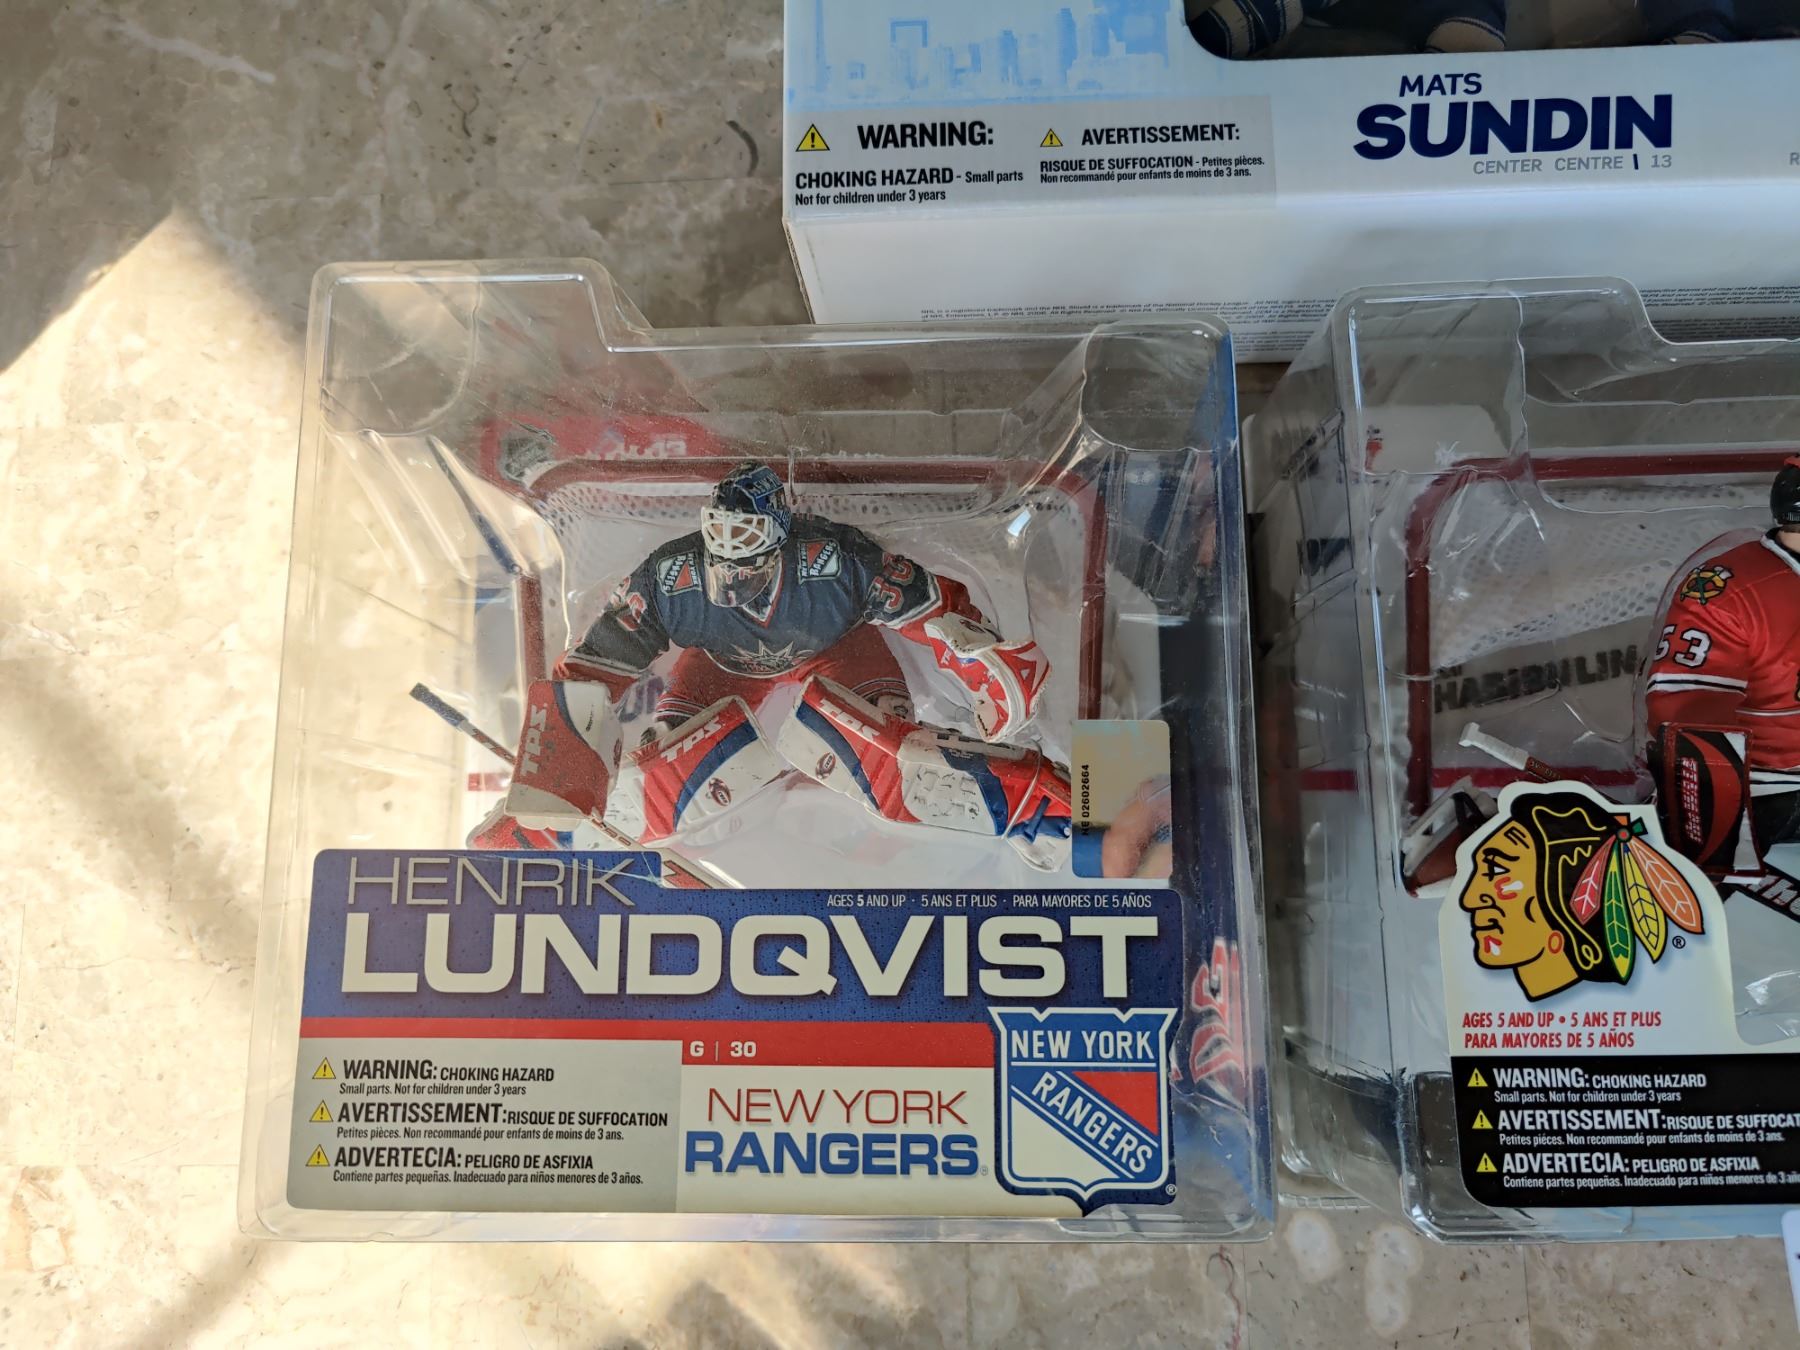 MATS
SUNDIN
CENTER CENTRE | 13
WARNING:
CHOKING HAZARD - Small parts
Not for children under 3 years
AVERTISSEMENT:
RISQUE DE SUFFOCATION - Petites pièces.
Non recommandé pour enfants de moins de 3 ans.
RANGERS
30
TPS
TPS
HABIBULIN
53
HENRIK
LUNDQVIST
AGES 5 AND UP · 5 ANS ET PLUS · PARA MAYORES DE 5 AÑOS
G | 30
NEW YORK
RANGERS
NEW YORK
RANGERS
WARNING: CHOKING HAZARD
Small parts. Not for children under 3 years
AVERTISSEMENT: RISQUE DE SUFFOCATION
Petites pièces. Non recommandé pour enfants de moins de 3 ans.
ADVERTECIA: PELIGRO DE ASFIXIA
Contiene partes pequeñas. Inadecuado para niños menores de 3 años.
AGES 5 AND UP • 5 ANS ET PLUS
PARA MAYORES DE 5 AÑOS
WARNING: CHOKING HAZARD
Small parts. Not for children under 3 years
AVERTISSEMENT: RISQUE DE SUFFOCAT
Petites pièces. Non recommandé pour enfants de moins de 3 ans.
ADVERTECIA: PELIGRO DE ASFIXIA
Contiene partes pequeñas. Inadecuado para niños menores de 3 añ